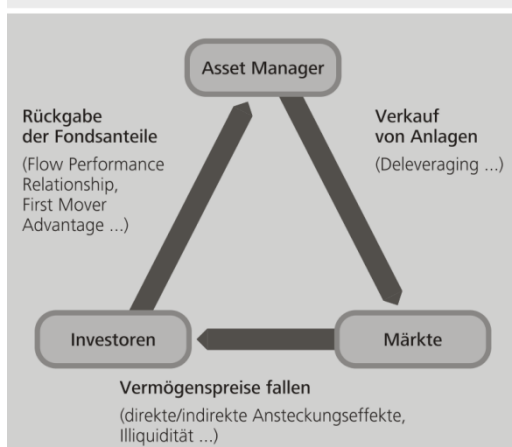 Asset Manager
Rückgabe
der Fondsanteile
(Flow Performance
Relationship,
First Mover
Advantage ...)
Verkauf
von Anlagen
(Deleveraging ...)
Investoren
Märkte
Vermögenspreise fallen
(direkte/indirekte Ansteckungseffekte,
Illiquidität ...)